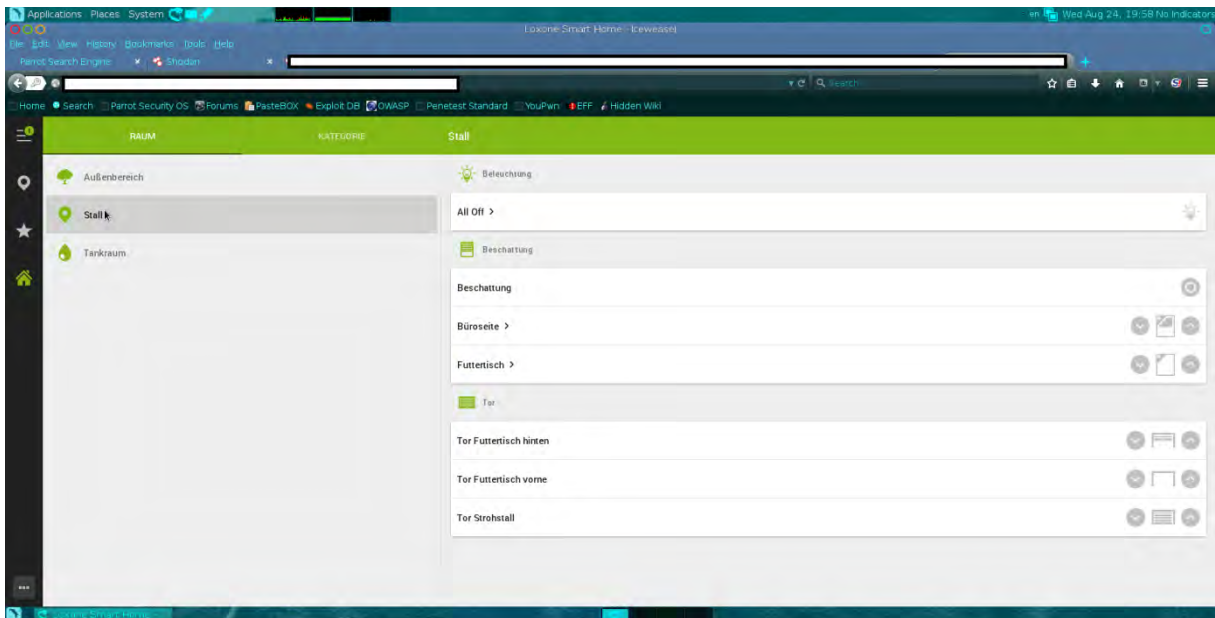 Applications Places System
en Wed Aug 24, 19:58 No Indicators
Loxone Smart Home - Iceweasel
File Edit View History Bookmarks Tools Help
Parrot Search Engine × Shodan ×
Search
Home Search Parrot Security OS Forums PasteBOX Exploit DB OWASP Penetest Standard YouPwn EFF Hidden Wiki
0 RAUM KATEGORIE Stall
Außenbereich
Stall
Tankraum
Beleuchtung
All Off >
Beschattung
Beschattung
Büroseite >
Futtertisch >
Tor
Tor Futtertisch hinten
Tor Futtertisch vorne
Tor Strohstall
Loxone Smart Home